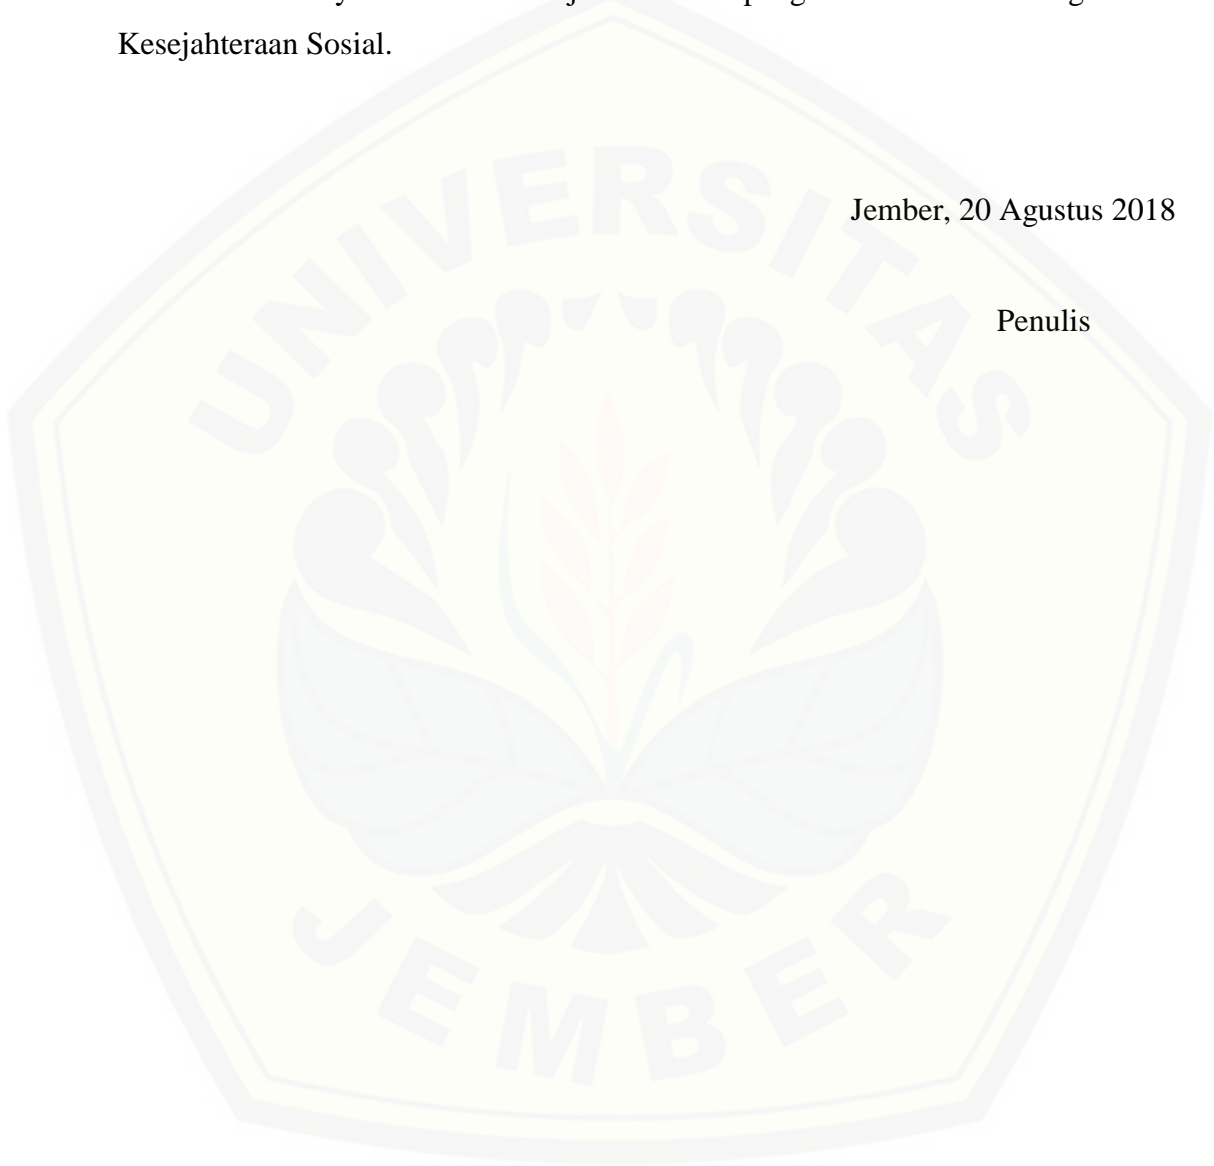 Kesejahteraan Sosial.
Jember, 20 Agustus 2018
Penulis
UNIVERSITAS
JEMBER